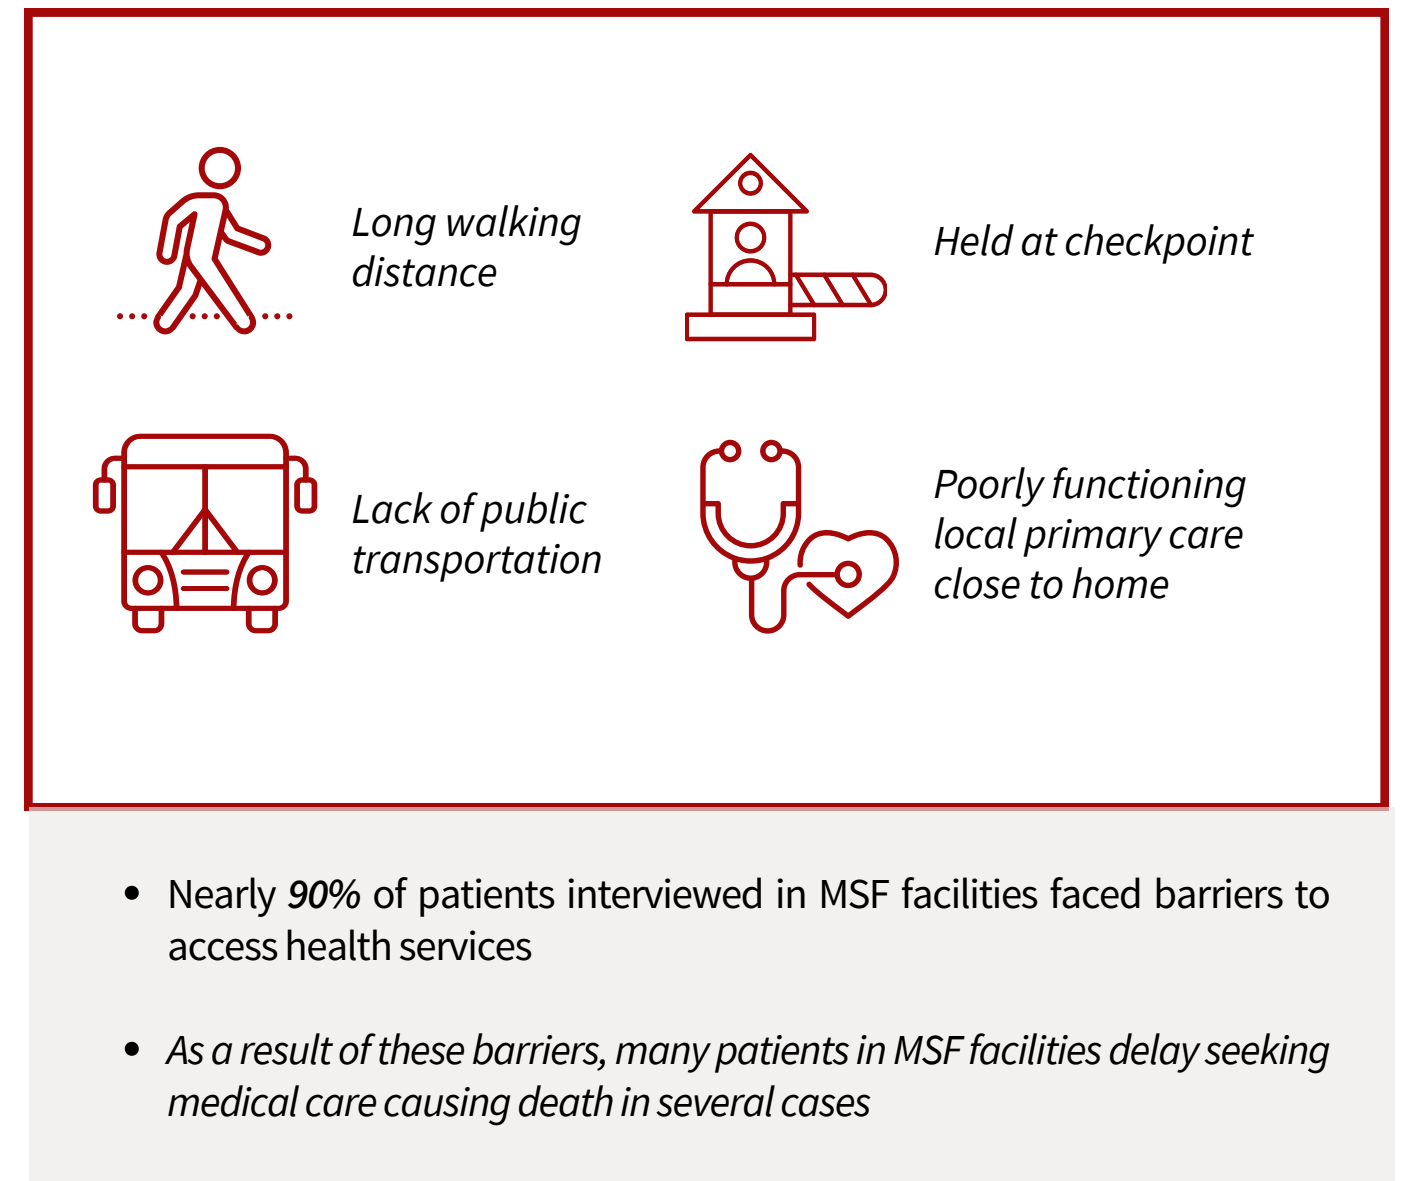 Long walking
distance
Held at checkpoint
Lack of public
transportation
Poorly functioning
local primary care
close to home
• Nearly 90% of patients interviewed in MSF facilities faced barriers to
access health services
• As a result of these barriers, many patients in MSF facilities delay seeking
medical care causing death in several cases